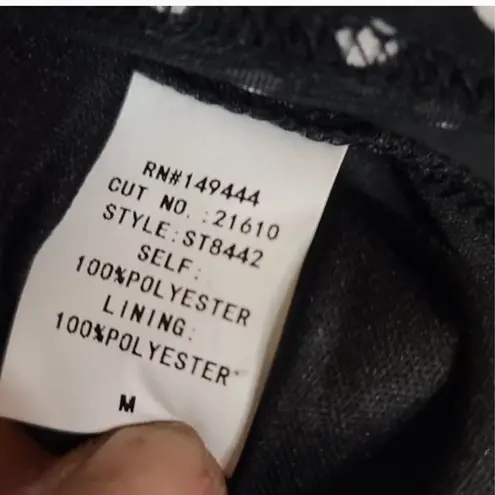 RN#149444
CUT NO.:21610
STYLE:ST8442
SELF:
100%POLYESTER
LINING:
100%POLYESTER
M